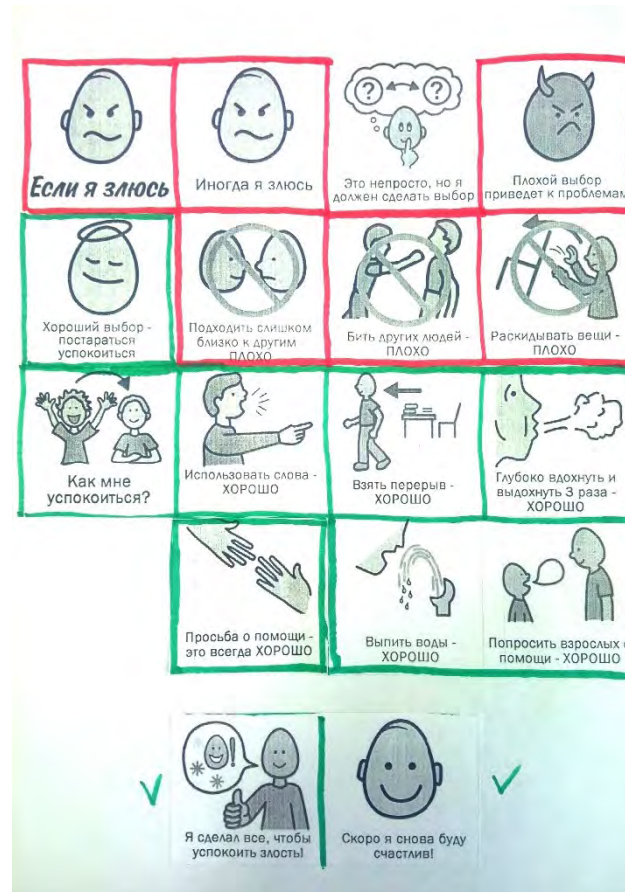 ? ?
Если я злюсь
Иногда я злюсь
Это непросто, но я
должен сделать выбор
Плохой выбор
приведет к проблемам
Хороший выбор -
постараться
успокоиться
Подходить слишком
близко к другим
ПЛОХО
Бить других людей -
ПЛОХО
Раскидывать вещи -
ПЛОХО
Как мне
успокоиться?
Использовать слова -
ХОРОШО
Взять перерыв -
ХОРОШО
Глубоко вдохнуть и
выдохнуть 3 раза -
ХОРОШО
Просьба о помощи -
это всегда ХОРОШО
Выпить воды -
ХОРОШО
Попросить взрослых о
помощи - ХОРОШО
!
Я сделал все, чтобы
успокоить злость!
Скоро я снова буду
счастлив!